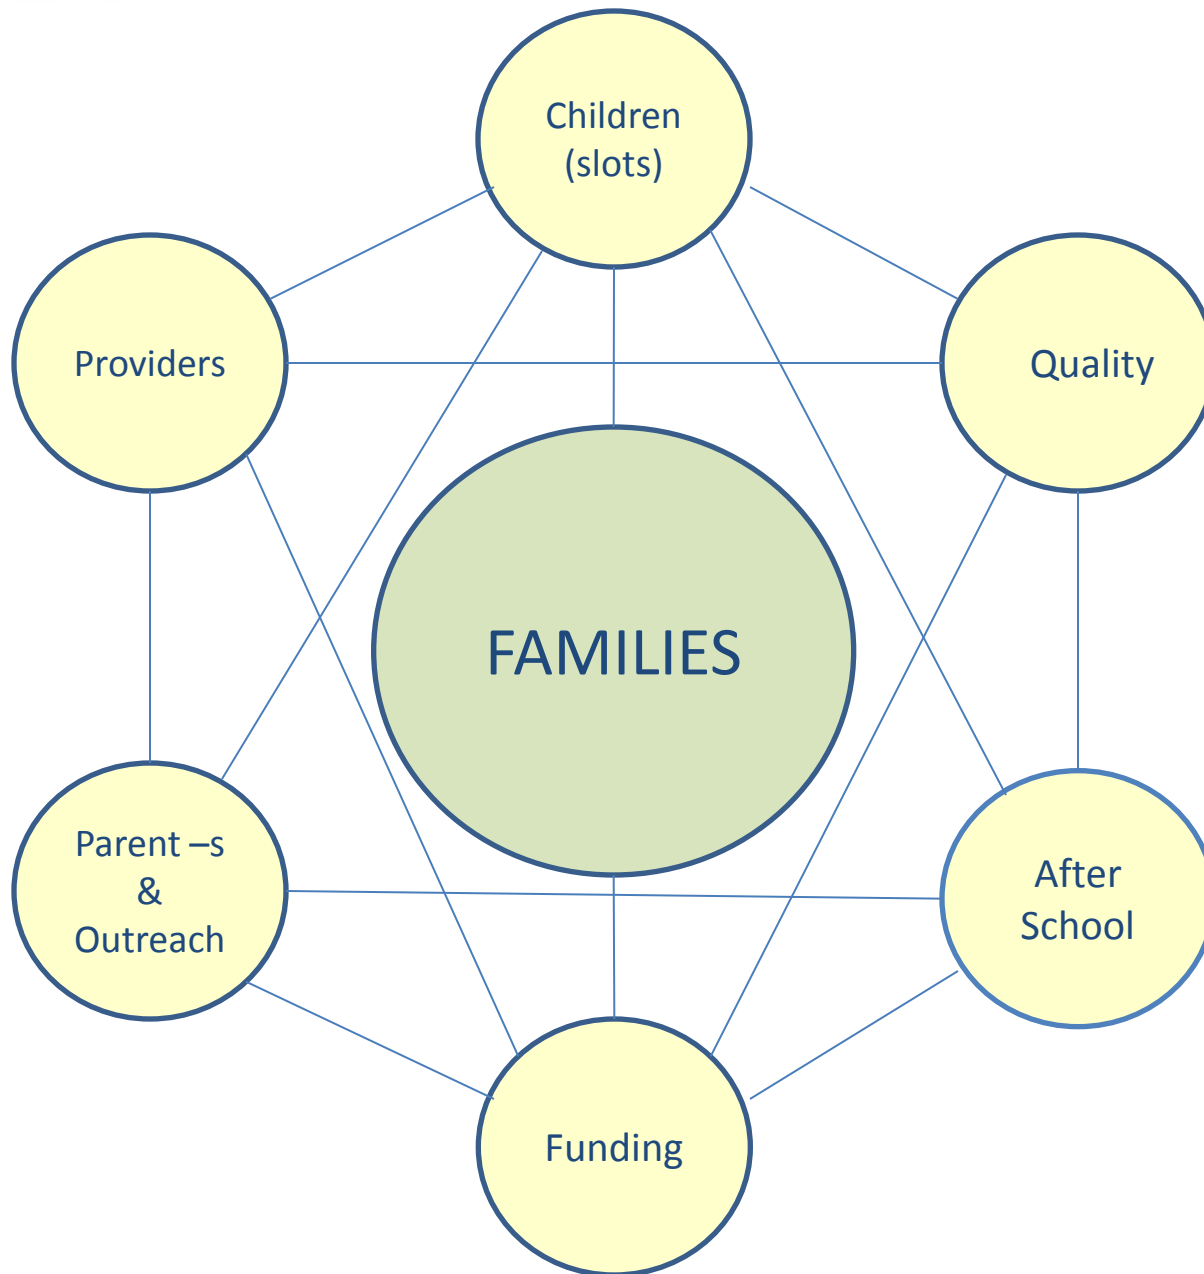 Children
(slots)
Providers
Quality
FAMILIES
Parent –s
&
Outreach
After
School
Funding